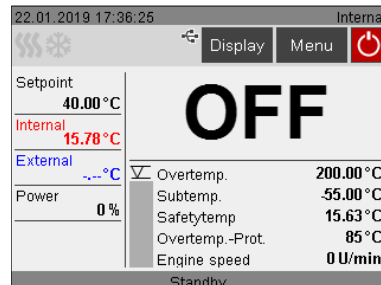 22.01.2019 17:36:25 Interna
Display Menu
Setpoint
40.00 °C
Internal
15.78 °C
External
-.-- °C
Power
0 %
OFF
Overtemp. 200.00 °C
Subtemp. -55.00 °C
Safetytemp 15.63 °C
Overtemp.-Prot. 85 °C
Engine speed 0 U/min
Standby